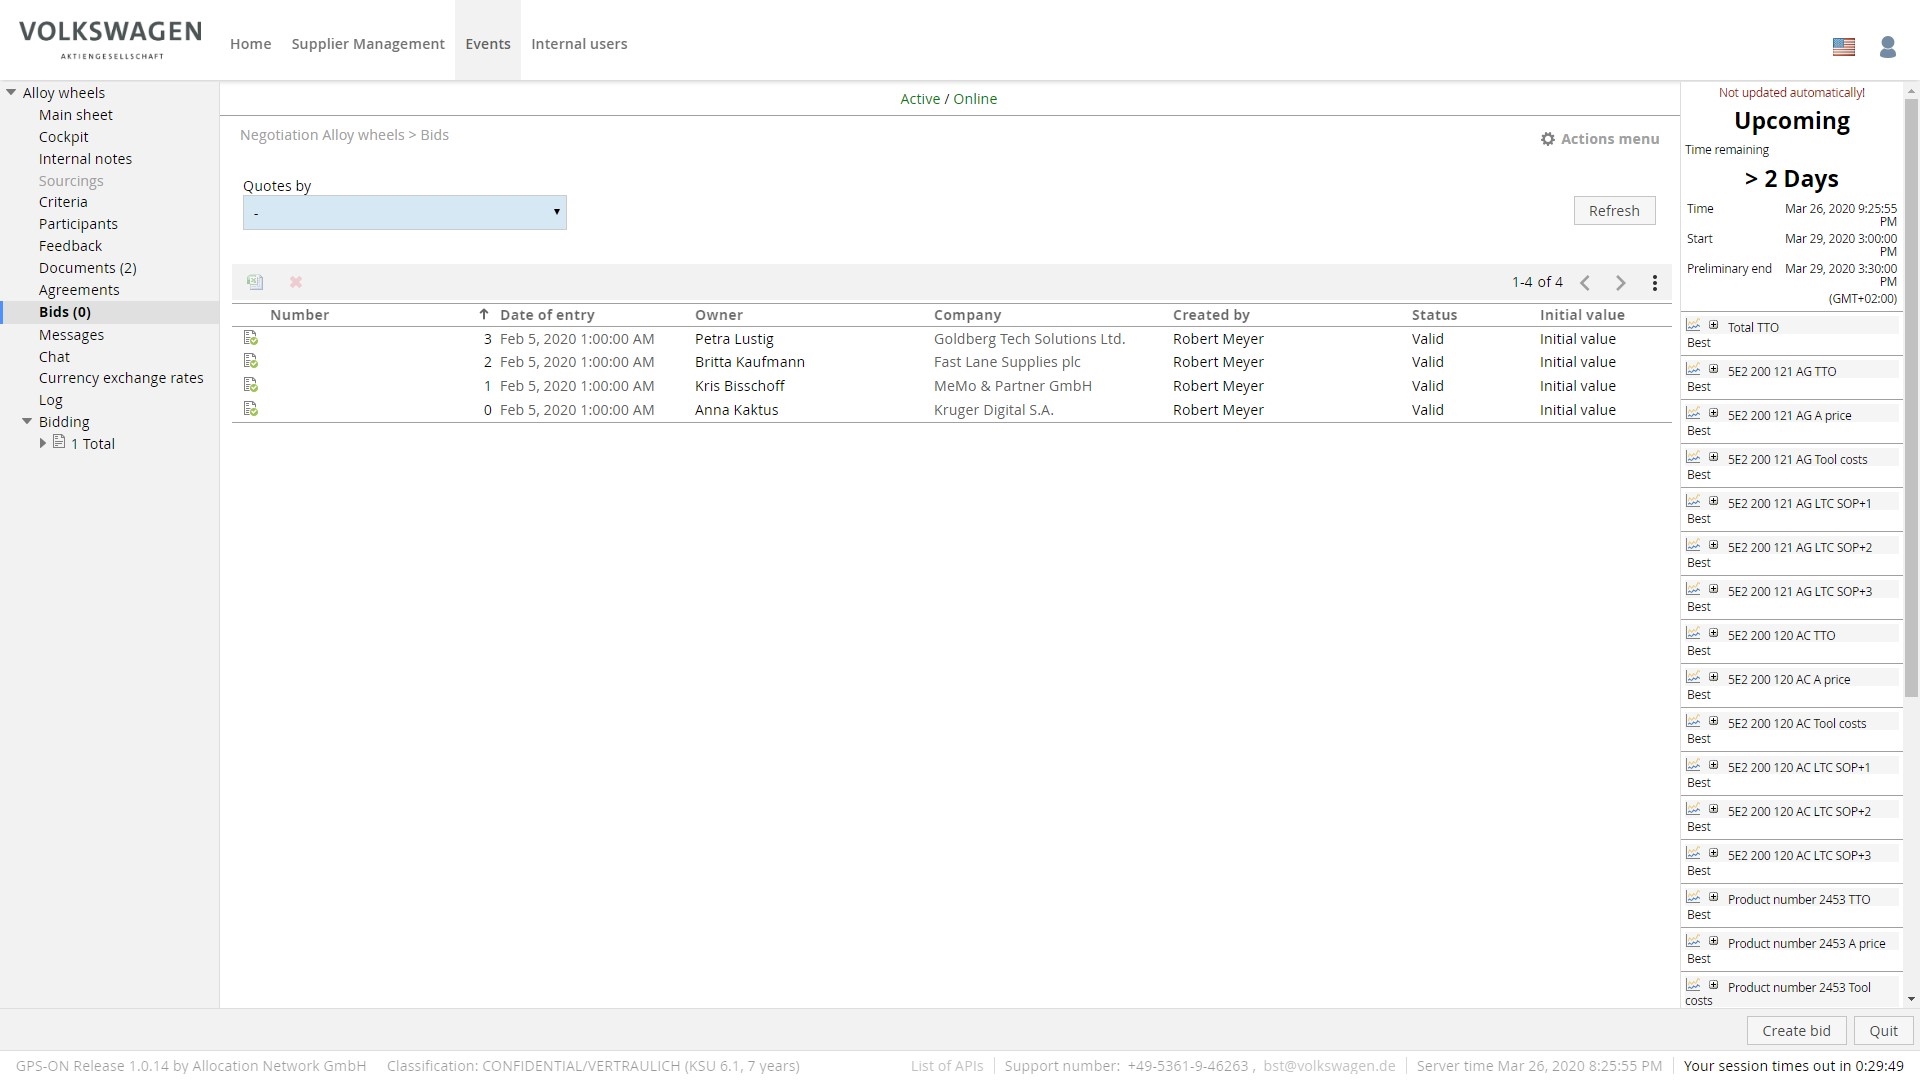 VOLKSWAGEN
AKTIENGESELLSCHAFT
Home
Supplier Management
Events
Internal users
Alloy wheels
Main sheet
Cockpit
Internal notes
Sourcings
Criteria
Participants
Feedback
Documents (2)
Agreements
Bids (0)
Messages
Chat
Currency exchange rates
Log
Bidding
1 Total
Active / Online
Negotiation Alloy wheels > Bids
Actions menu
Quotes by
-
Refresh
1-4 of 4
Number Date of entry Owner Company Created by Status Initial value
3 Feb 5, 2020 1:00:00 AM Petra Lustig Goldberg Tech Solutions Ltd. Robert Meyer Valid Initial value
2 Feb 5, 2020 1:00:00 AM Britta Kaufmann Fast Lane Supplies plc Robert Meyer Valid Initial value
1 Feb 5, 2020 1:00:00 AM Kris Bisschoff MeMo & Partner GmbH Robert Meyer Valid Initial value
0 Feb 5, 2020 1:00:00 AM Anna Kaktus Kruger Digital S.A. Robert Meyer Valid Initial value
Not updated automatically!
Upcoming
Time remaining
> 2 Days
Time Mar 26, 2020 9:25:55
PM
Start Mar 29, 2020 3:00:00
PM
Preliminary end Mar 29, 2020 3:30:00
PM
(GMT+02:00)
Total TTO
Best
5E2 200 121 AG TTO
Best
5E2 200 121 AG A price
Best
5E2 200 121 AG Tool costs
Best
5E2 200 121 AG LTC SOP+1
Best
5E2 200 121 AG LTC SOP+2
Best
5E2 200 121 AG LTC SOP+3
Best
5E2 200 120 AC TTO
Best
5E2 200 120 AC A price
Best
5E2 200 120 AC Tool costs
Best
5E2 200 120 AC LTC SOP+1
Best
5E2 200 120 AC LTC SOP+2
Best
5E2 200 120 AC LTC SOP+3
Best
Product number 2453 TTO
Best
Product number 2453 A price
Best
Product number 2453 Tool
costs
Create bid
Quit
GPS-ON Release 1.0.14 by Allocation Network GmbH
Classification: CONFIDENTIAL/VERTRAULICH (KSU 6.1, 7 years)
List of APIs
Support number: +49-5361-9-46263 , bst@volkswagen.de
Server time Mar 26, 2020 8:25:55 PM
Your session times out in 0:29:49